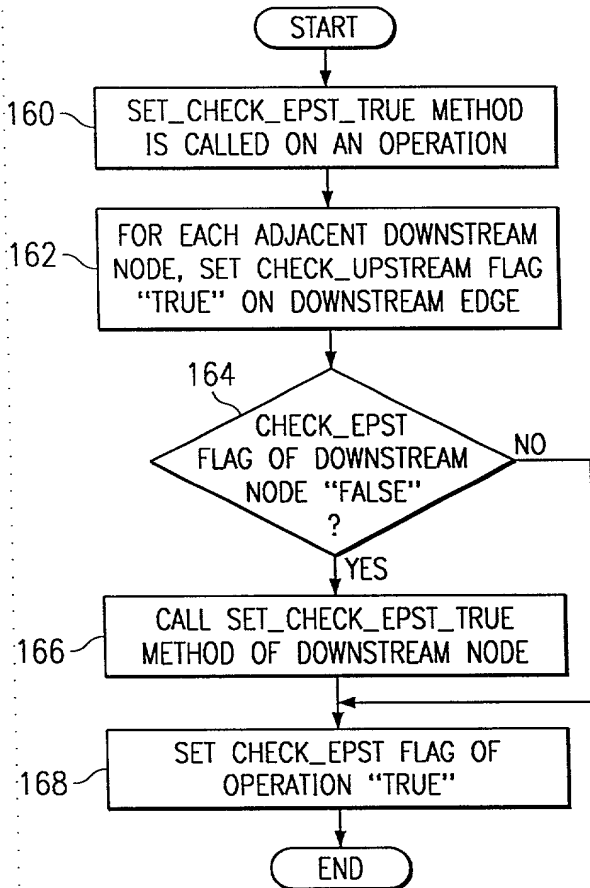 START
160
SET_CHECK_EPST_TRUE METHOD
IS CALLED ON AN OPERATION
162
FOR EACH ADJACENT DOWNSTREAM
NODE, SET CHECK_UPSTREAM FLAG
"TRUE" ON DOWNSTREAM EDGE
164
CHECK_EPST
FLAG OF DOWNSTREAM
NODE "FALSE"
?
NO
YES
166
CALL SET_CHECK_EPST_TRUE
METHOD OF DOWNSTREAM NODE
168
SET CHECK_EPST FLAG OF
OPERATION "TRUE"
END